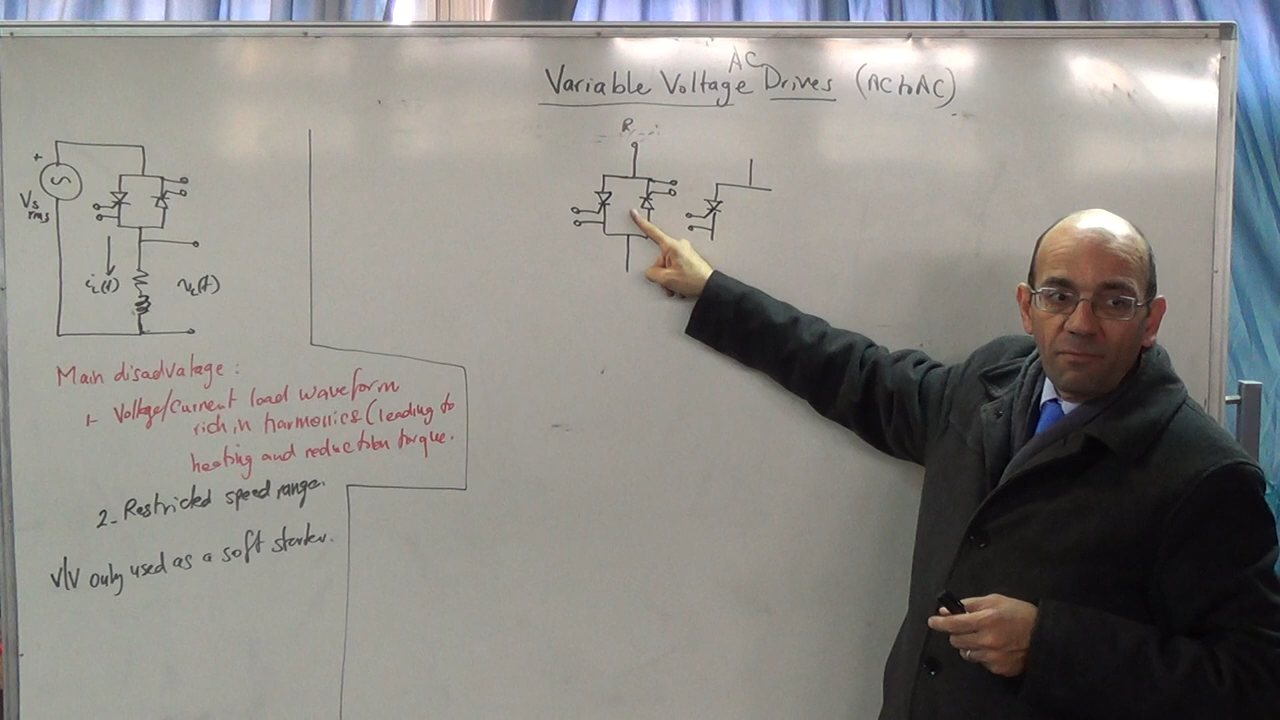 AC
Variable Voltage Drives (AC to AC)
R
+
Vs
rms
iL(t)
vL(t)
Main disadvatage :
1- Voltage/Current load waveform
rich in harmonics (leading to
heating and reduction torque.
2- Restricted speed range.
V/V only used as a soft starter.